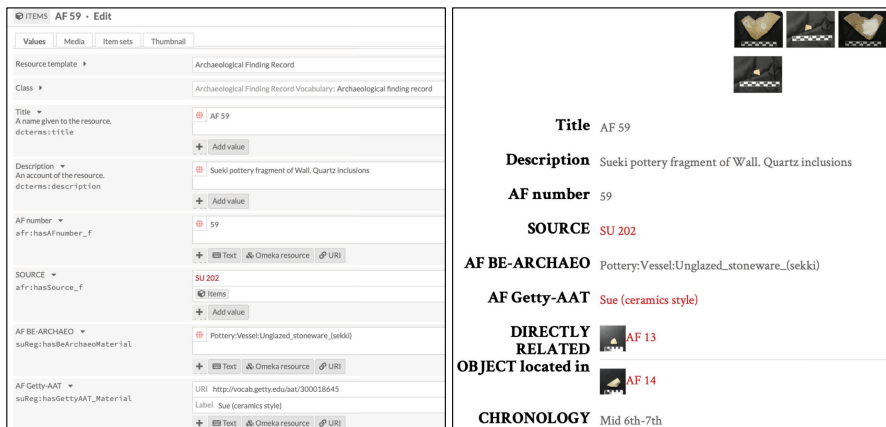 ITEMS AF 59 · Edit
Values Media Item sets Thumbnail
Resource template
Archaeological Finding Record
Class
Archaeological Finding Record Vocabulary: Archaeological finding record
Title
A name given to the resource.
dcterms:title
AF 59
+ Add value
Description
An account of the resource.
dcterms:description
Sueki pottery fragment of Wall. Quartz inclusions
+ Add value
AF number
afr:hasAFnumber_f
59
+ Text Omeka resource URI
SOURCE
afr:hasSource_f
SU 202
Items
+ Add value
AF BE-ARCHAEO
suReg:hasBeArchaeoMaterial
Pottery:Vessel:Unglazed_stoneware_(sekki)
+ Text Omeka resource URI
AF Getty-AAT
suReg:hasGettyAAT_Material
URI http://vocab.getty.edu/aat/300018645
Label Sue (ceramics style)
+ Text Omeka resource URI
Title AF 59
Description Sueki pottery fragment of Wall. Quartz inclusions
AF number 59
SOURCE SU 202
AF BE-ARCHAEO Pottery:Vessel:Unglazed_stoneware_(sekki)
AF Getty-AAT Sue (ceramics style)
DIRECTLY
RELATED
OBJECT located in
AF 13
AF 14
CHRONOLOGY Mid 6th-7th